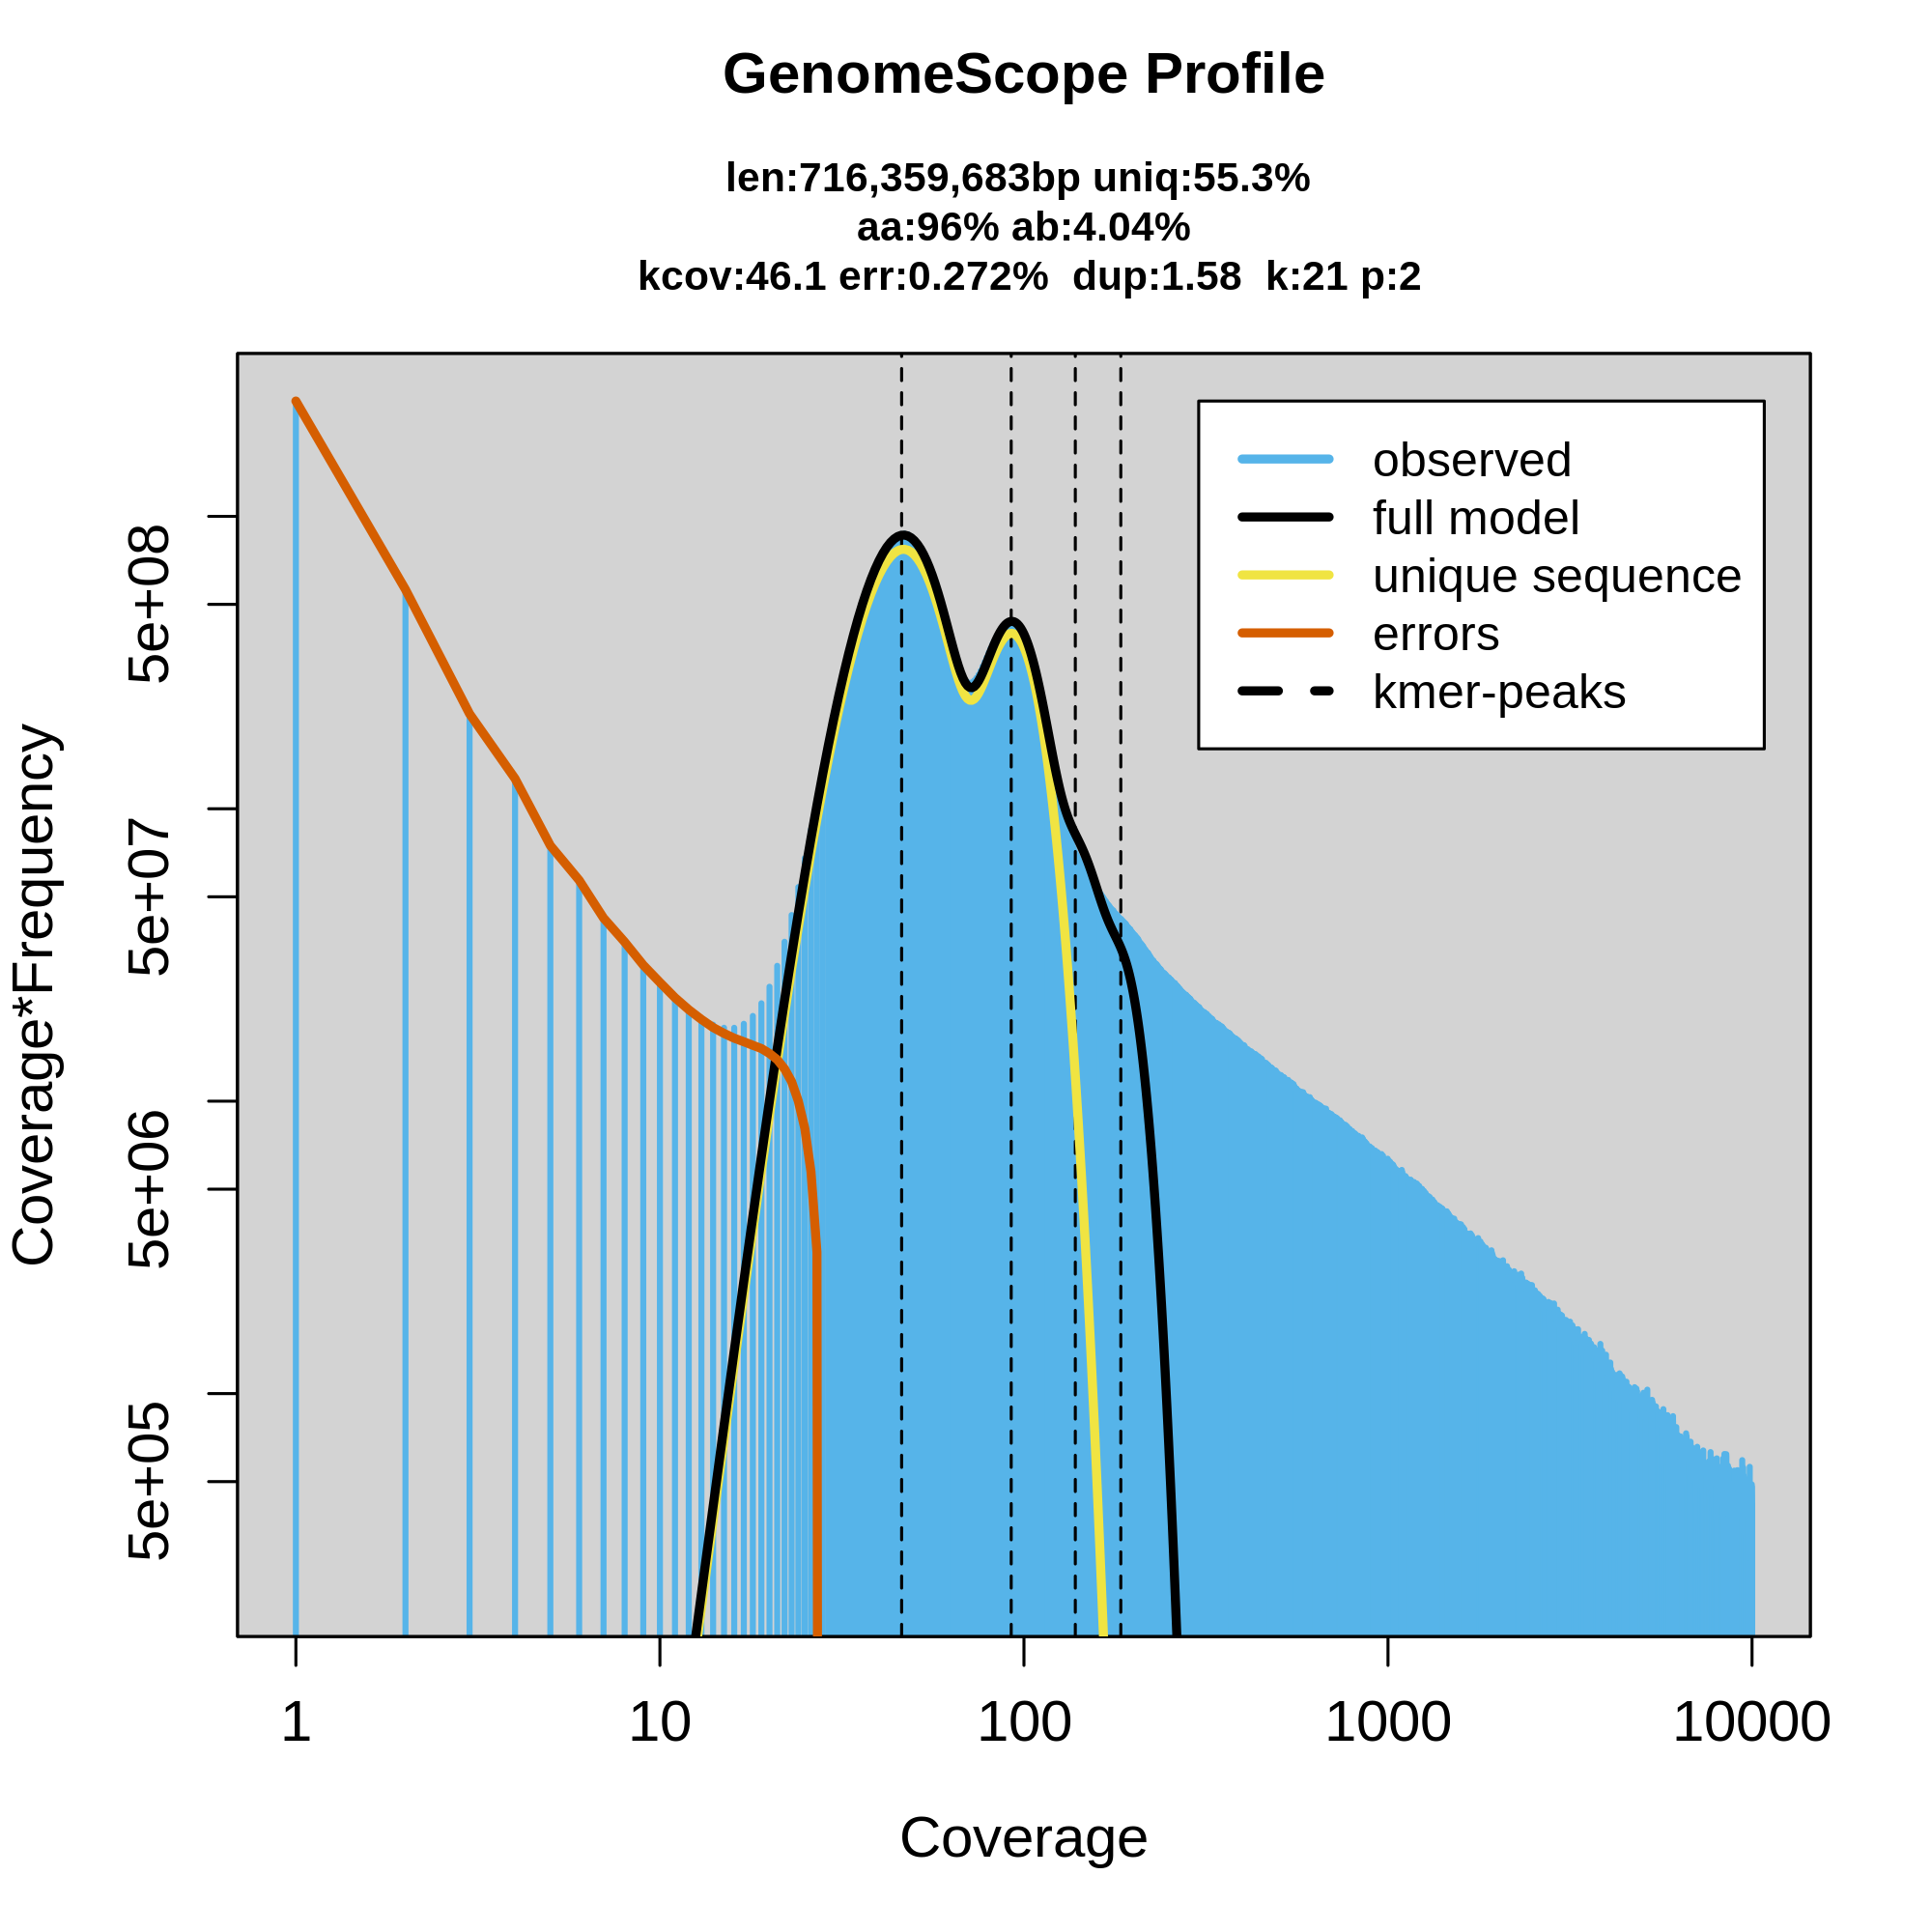 GenomeScope Profile
len:716,359,683bp uniq:55.3%
aa:96% ab:4.04%
kcov:46.1 err:0.272% dup:1.58 k:21 p:2
observed
full model
unique sequence
errors
kmer-peaks
Coverage*Frequency
5e+08
5e+07
5e+06
5e+05
1 10 100 1000 10000
Coverage